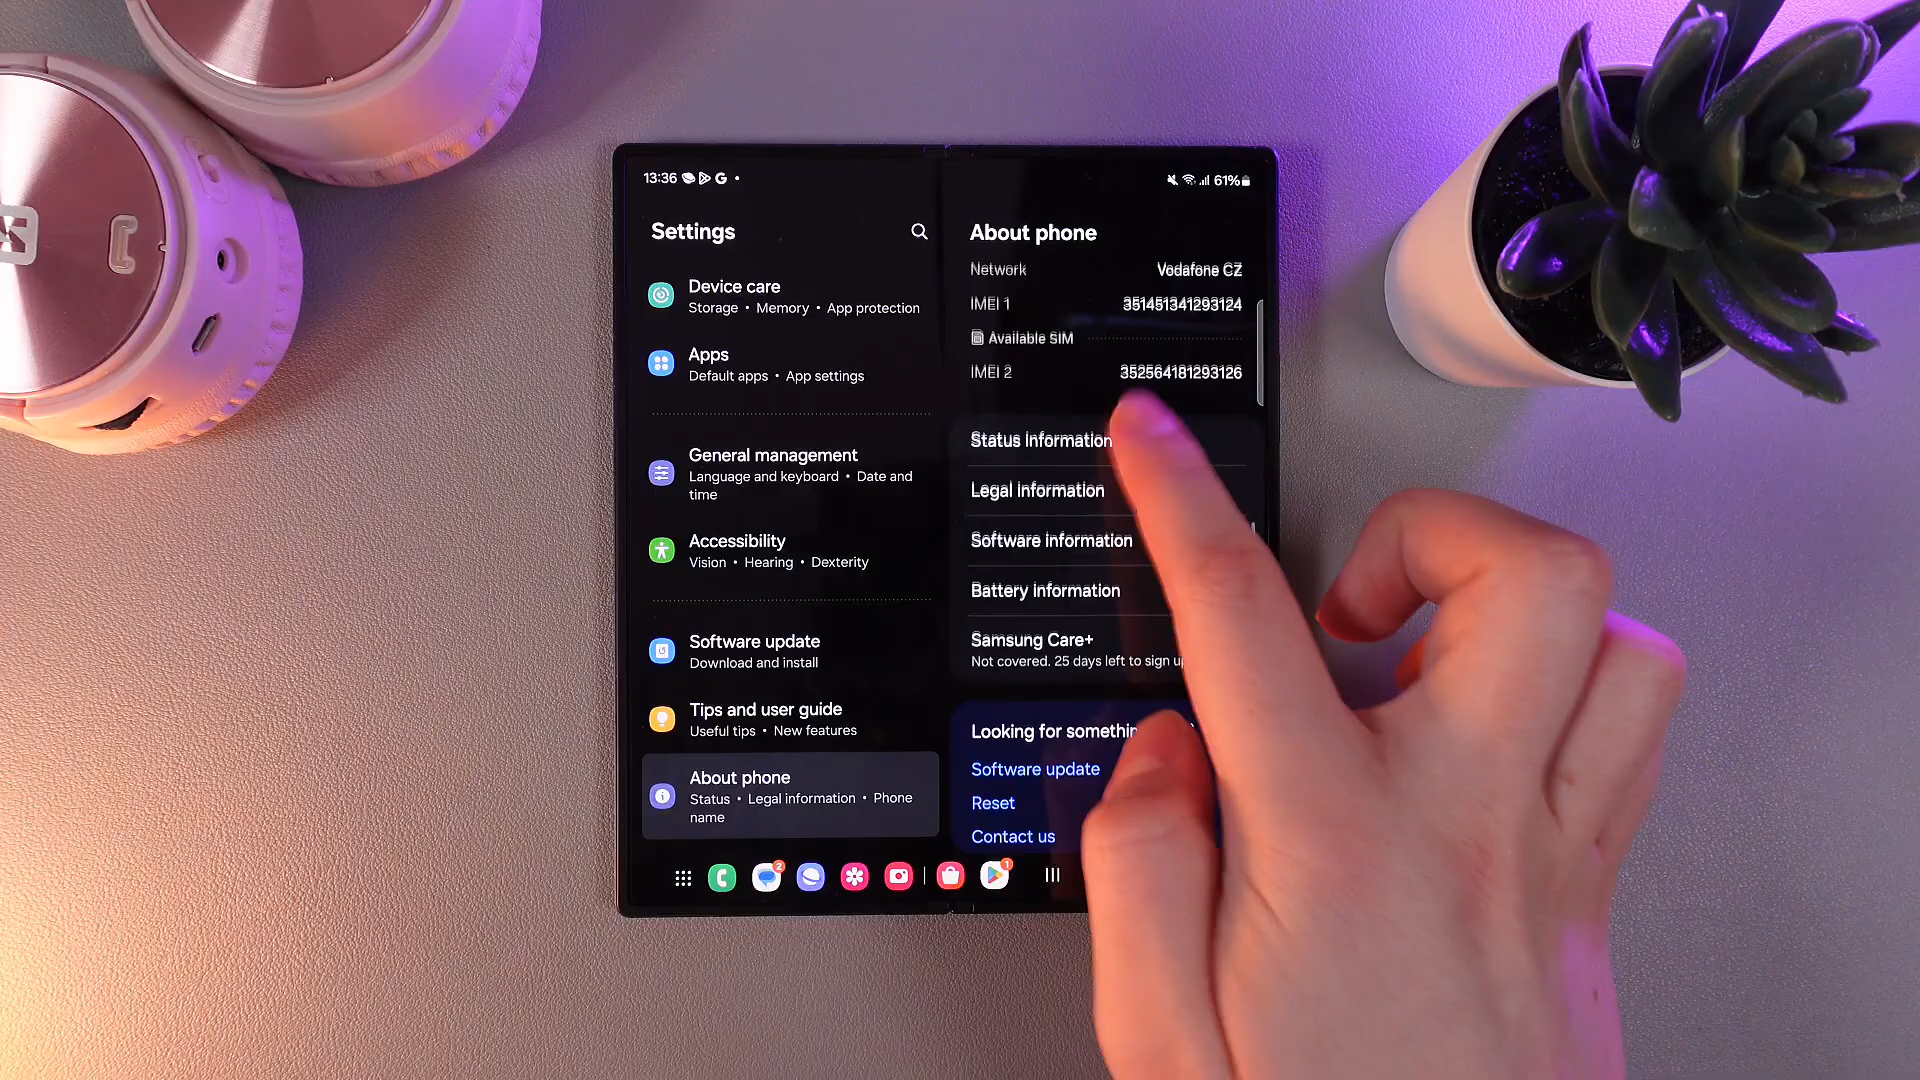 13:36
61%
Settings
Device care
Storage • Memory • App protection
Apps
Default apps • App settings
General management
Language and keyboard • Date and
time
Accessibility
Vision • Hearing • Dexterity
Software update
Download and install
Tips and user guide
Useful tips • New features
About phone
Status • Legal information • Phone
name
About phone
Network Vodafone CZ
IMEI 1 351451341293124
Available SIM
IMEI 2 352564181293126
Status information
Legal information
Software information
Battery information
Samsung Care+
Not covered. 25 days left to sign
Looking for
Software update
Reset
Contact us
2
1